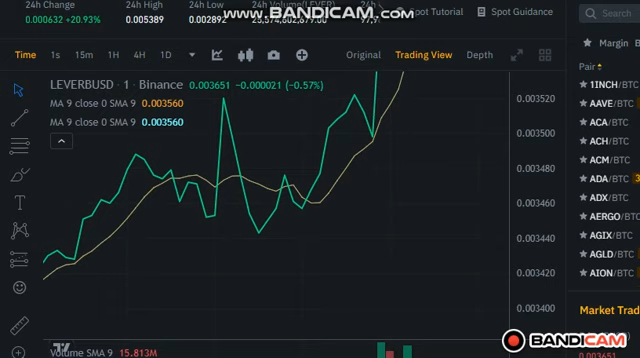 24h Change 24h High 24h Low 24h Volume(LEVER)
0.000632 +20.93% 0.005389 0.002892
WWW.BANDICAM.COM
Spot Tutorial Spot Guidance
Search
Time 1s 15m 1H 4H 1D Original Trading View Depth
Margin
LEVERBUSD · 1 · Binance 0.003651 −0.000021 (−0.57%)
MA 9 close 0 SMA 9 0.003560
MA 9 close 0 SMA 9 0.003560
Pair
1INCH/BTC
AAVE/BTC
ACA/BTC
ACH/BTC
ACM/BTC
ADA/BTC
ADX/BTC
AERGO/BTC
AGIX/BTC
AGLD/BTC
AION/BTC
0.003520
0.003500
0.003480
0.003460
0.003440
0.003420
0.003400
Market Trad
Volume SMA 9 15.813M
BANDICAM